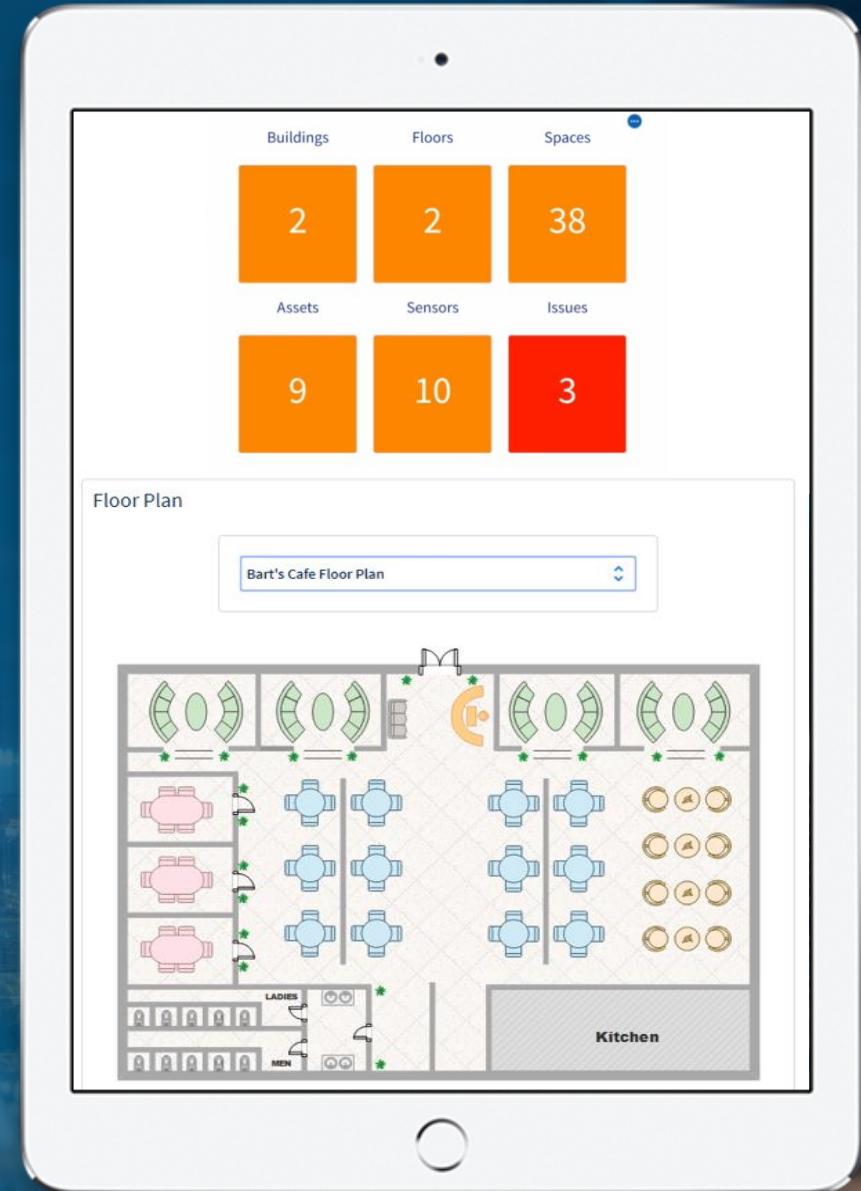 Buildings Floors Spaces
2 2 38
Assets Sensors Issues
9 10 3
Floor Plan
Bart's Cafe Floor Plan
LADIES
Kitchen
MEN